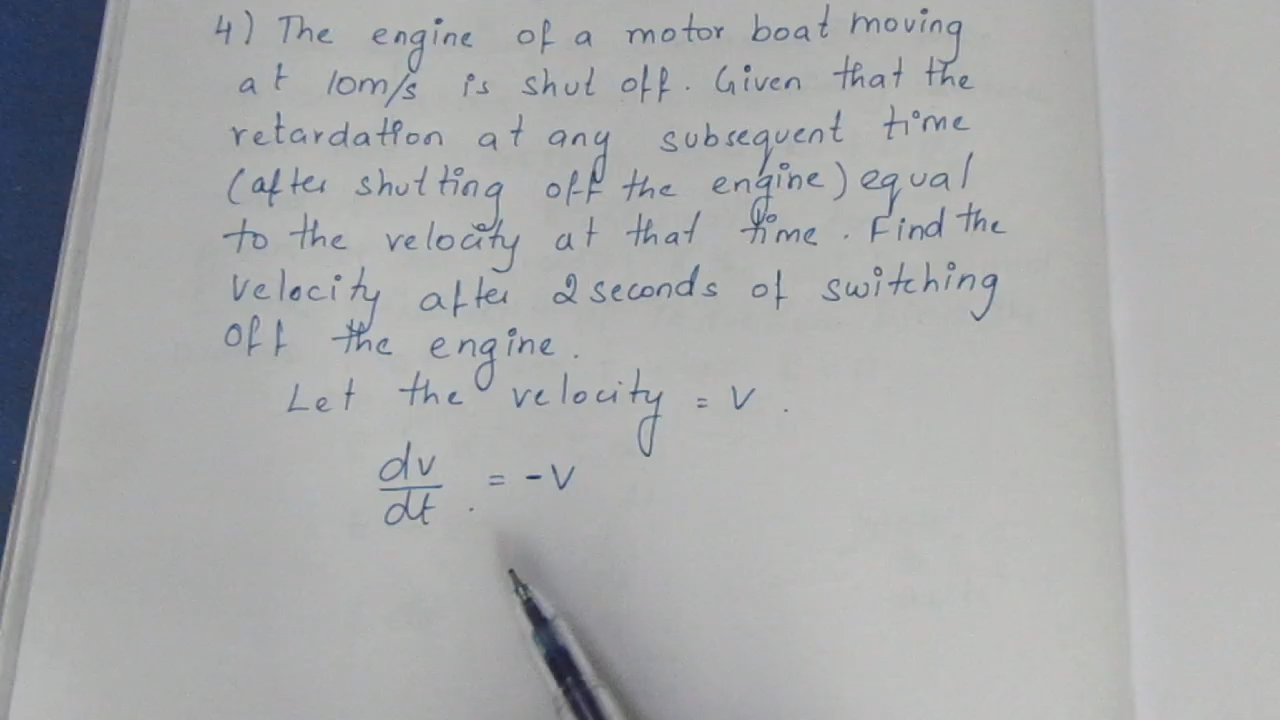 4) The engine of a motor boat moving
at 10m/s is shut off. Given that the
retardation at any subsequent time
(after shutting off the engine) equal
to the velocity at that time. Find the
velocity after 2 seconds of switching
off the engine.
Let the velocity = V.
dv/dt = -V